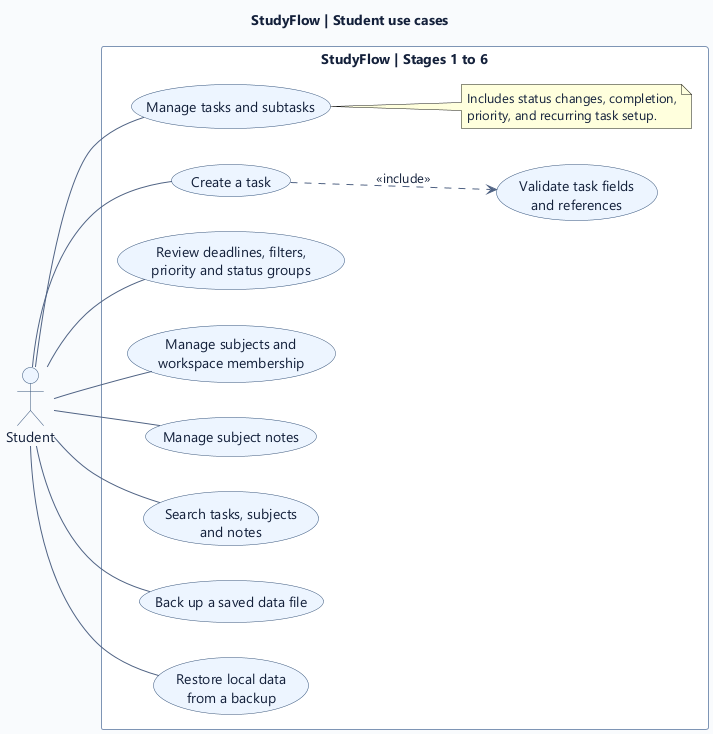 StudyFlow | Student use cases
StudyFlow | Stages 1 to 6
Manage tasks and subtasks
Includes status changes, completion,
priority, and recurring task setup.
Create a task
«include»
Validate task fields
and references
Review deadlines, filters,
priority and status groups
Manage subjects and
workspace membership
Student
Manage subject notes
Search tasks, subjects
and notes
Back up a saved data file
Restore local data
from a backup